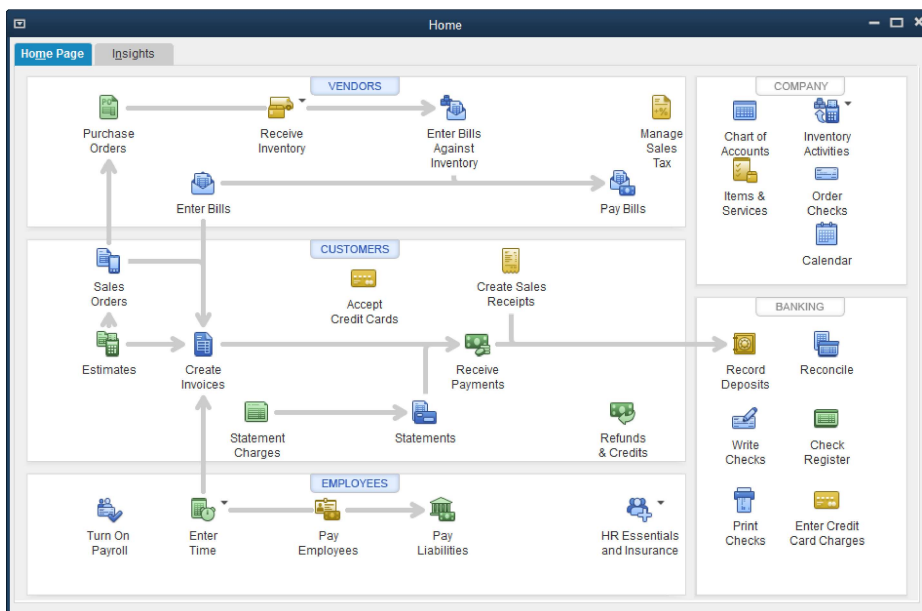 Home
Home Page
Insights
VENDORS
Purchase
Orders
Receive
Inventory
Enter Bills
Against
Inventory
Manage
Sales
Tax
Enter Bills
Pay Bills
CUSTOMERS
Sales
Orders
Accept
Credit Cards
Create Sales
Receipts
Estimates
Create
Invoices
Receive
Payments
Statement
Charges
Statements
Refunds
& Credits
EMPLOYEES
Turn On
Payroll
Enter
Time
Pay
Employees
Pay
Liabilities
HR Essentials
and Insurance
COMPANY
Chart of
Accounts
Inventory
Activities
Items &
Services
Order
Checks
Calendar
BANKING
Record
Deposits
Reconcile
Write
Checks
Check
Register
Print
Checks
Enter Credit
Card Charges